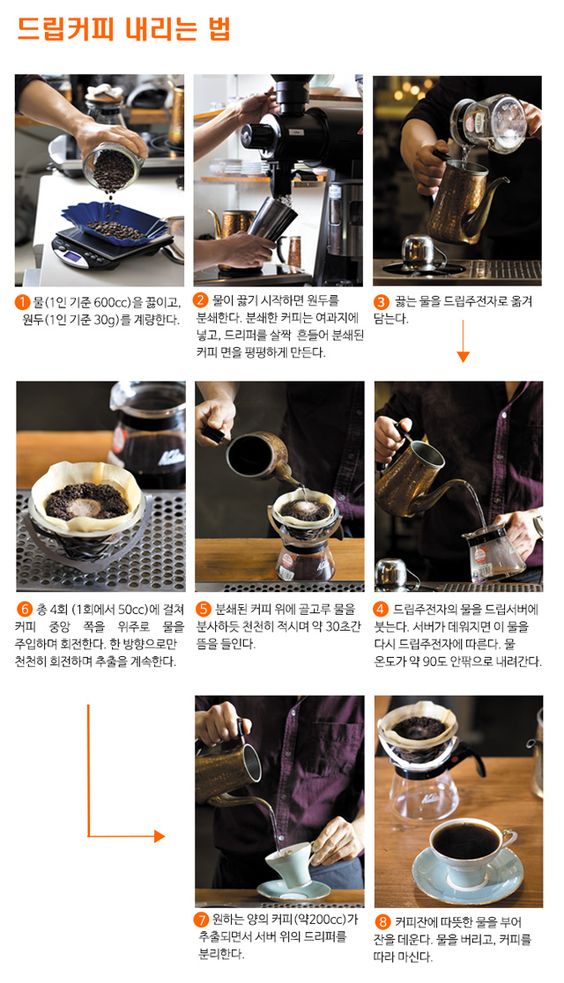 드립커피 내리는 법
1 물(1인 기준 600cc)을 끓이고,
원두(1인 기준 30g)를 계량한다.
2 물이 끓기 시작하면 원두를
분쇄한다. 분쇄한 커피는 여과지에
넣고, 드리퍼를 살짝 흔들어 분쇄된
커피 면을 평평하게 만든다.
3 끓는 물을 드립주전자로 옮겨
담는다.
4 드립주전자의 물을 드립서버에
붓는다. 서버가 데워지면 이 물을
다시 드립주전자에 따른다. 물
온도가 약 90도 안팎으로 내려간다.
5 분쇄된 커피 위에 골고루 물을
분사하듯 천천히 적시며 약 30초간
뜸을 들인다.
6 총 4회 (1회에서 50cc)에 걸쳐
커피 중앙 쪽을 위주로 물을
주입하며 회전한다. 한 방향으로만
천천히 회전하며 추출을 계속한다.
7 원하는 양의 커피(약200cc)가
추출되면서 서버 위의 드리퍼를
분리한다.
8 커피잔에 따뜻한 물을 부어
잔을 데운다. 물을 버리고, 커피를
따라 마신다.